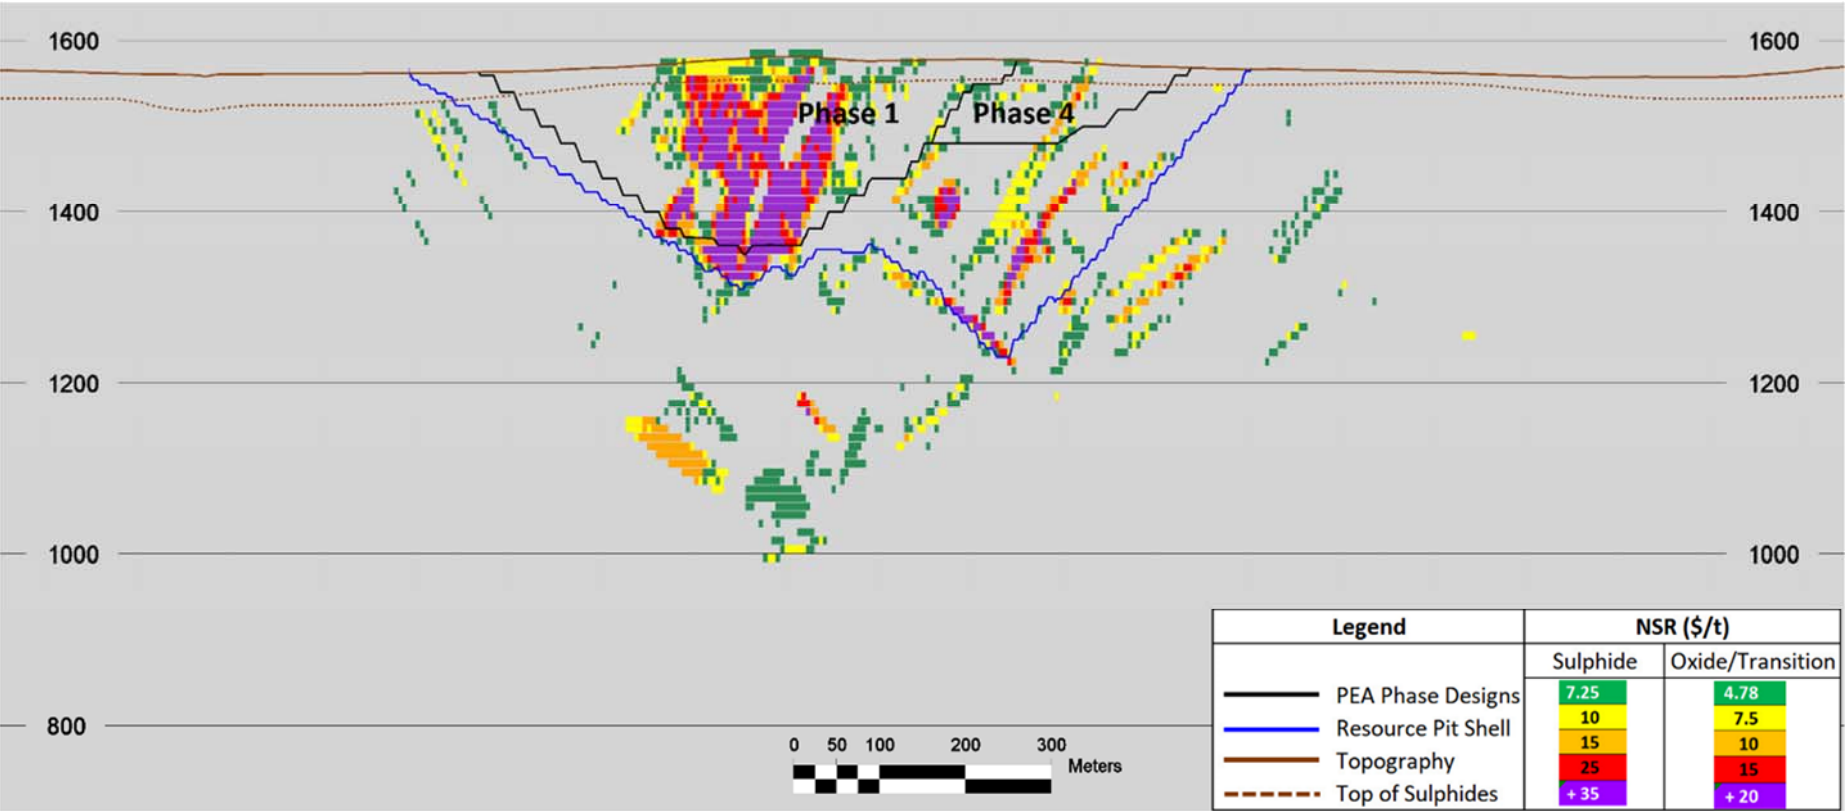 1600 1600
Phase 1 Phase 4
1400 1400
1200 1200
1000 1000
800
0 50 100 200 300
Meters
Legend NSR ($/t)
Sulphide Oxide/Transition
PEA Phase Designs 7.25 4.78
10 7.5
Resource Pit Shell
15 10
Topography
25 15
Top of Sulphides + 35 + 20